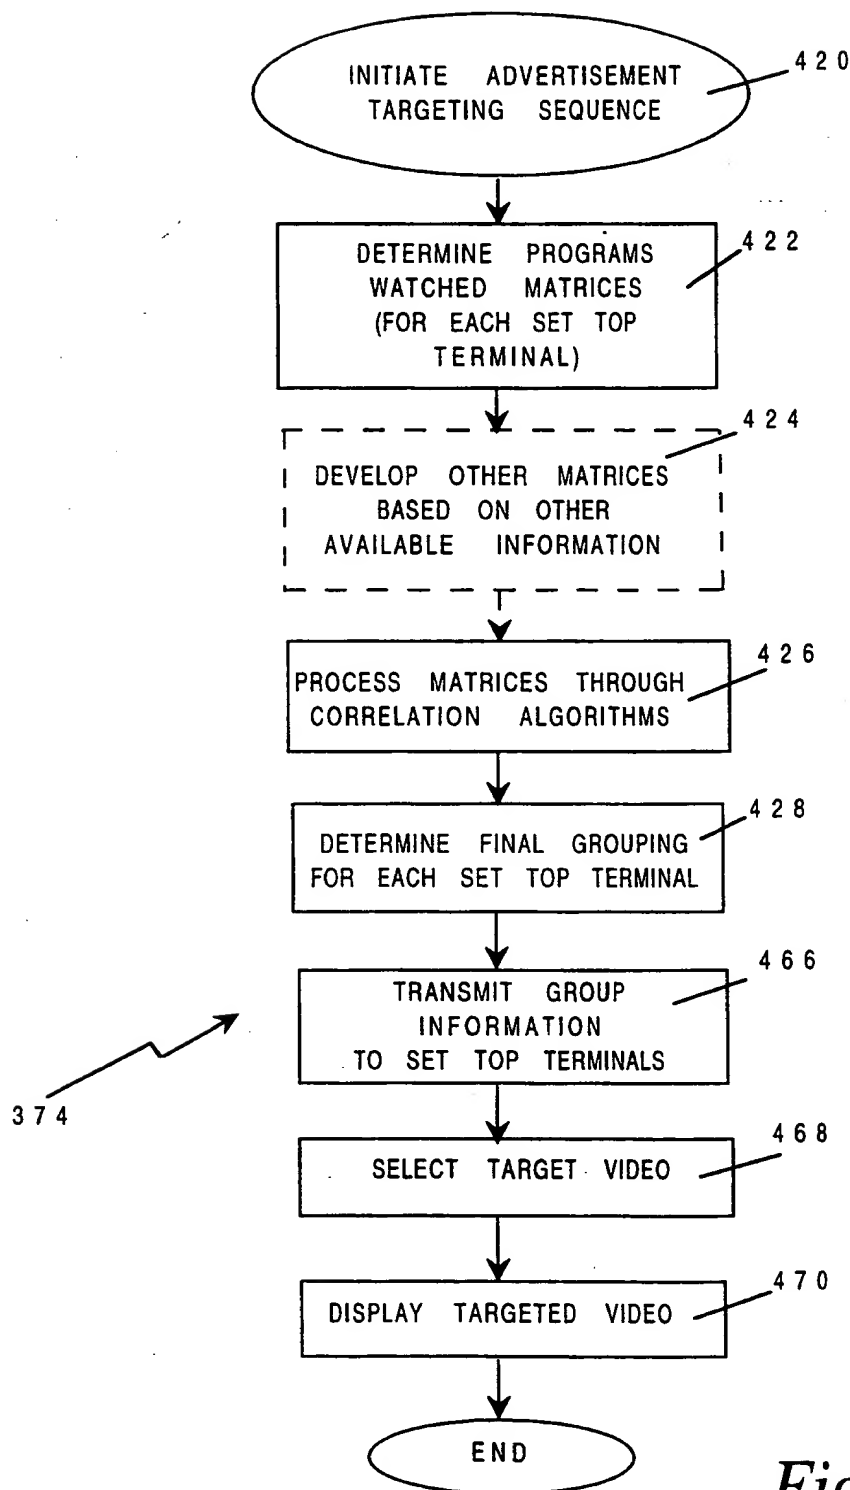 INITIATE ADVERTISEMENT
TARGETING SEQUENCE
420
DETERMINE PROGRAMS
WATCHED MATRICES
(FOR EACH SET TOP
TERMINAL)
422
424
DEVELOP OTHER MATRICES
BASED ON OTHER
AVAILABLE INFORMATION
426
PROCESS MATRICES THROUGH
CORRELATION ALGORITHMS
428
DETERMINE FINAL GROUPING
FOR EACH SET TOP TERMINAL
466
TRANSMIT GROUP
INFORMATION
TO SET TOP TERMINALS
374
468
SELECT TARGET VIDEO
470
DISPLAY TARGETED VIDEO
END